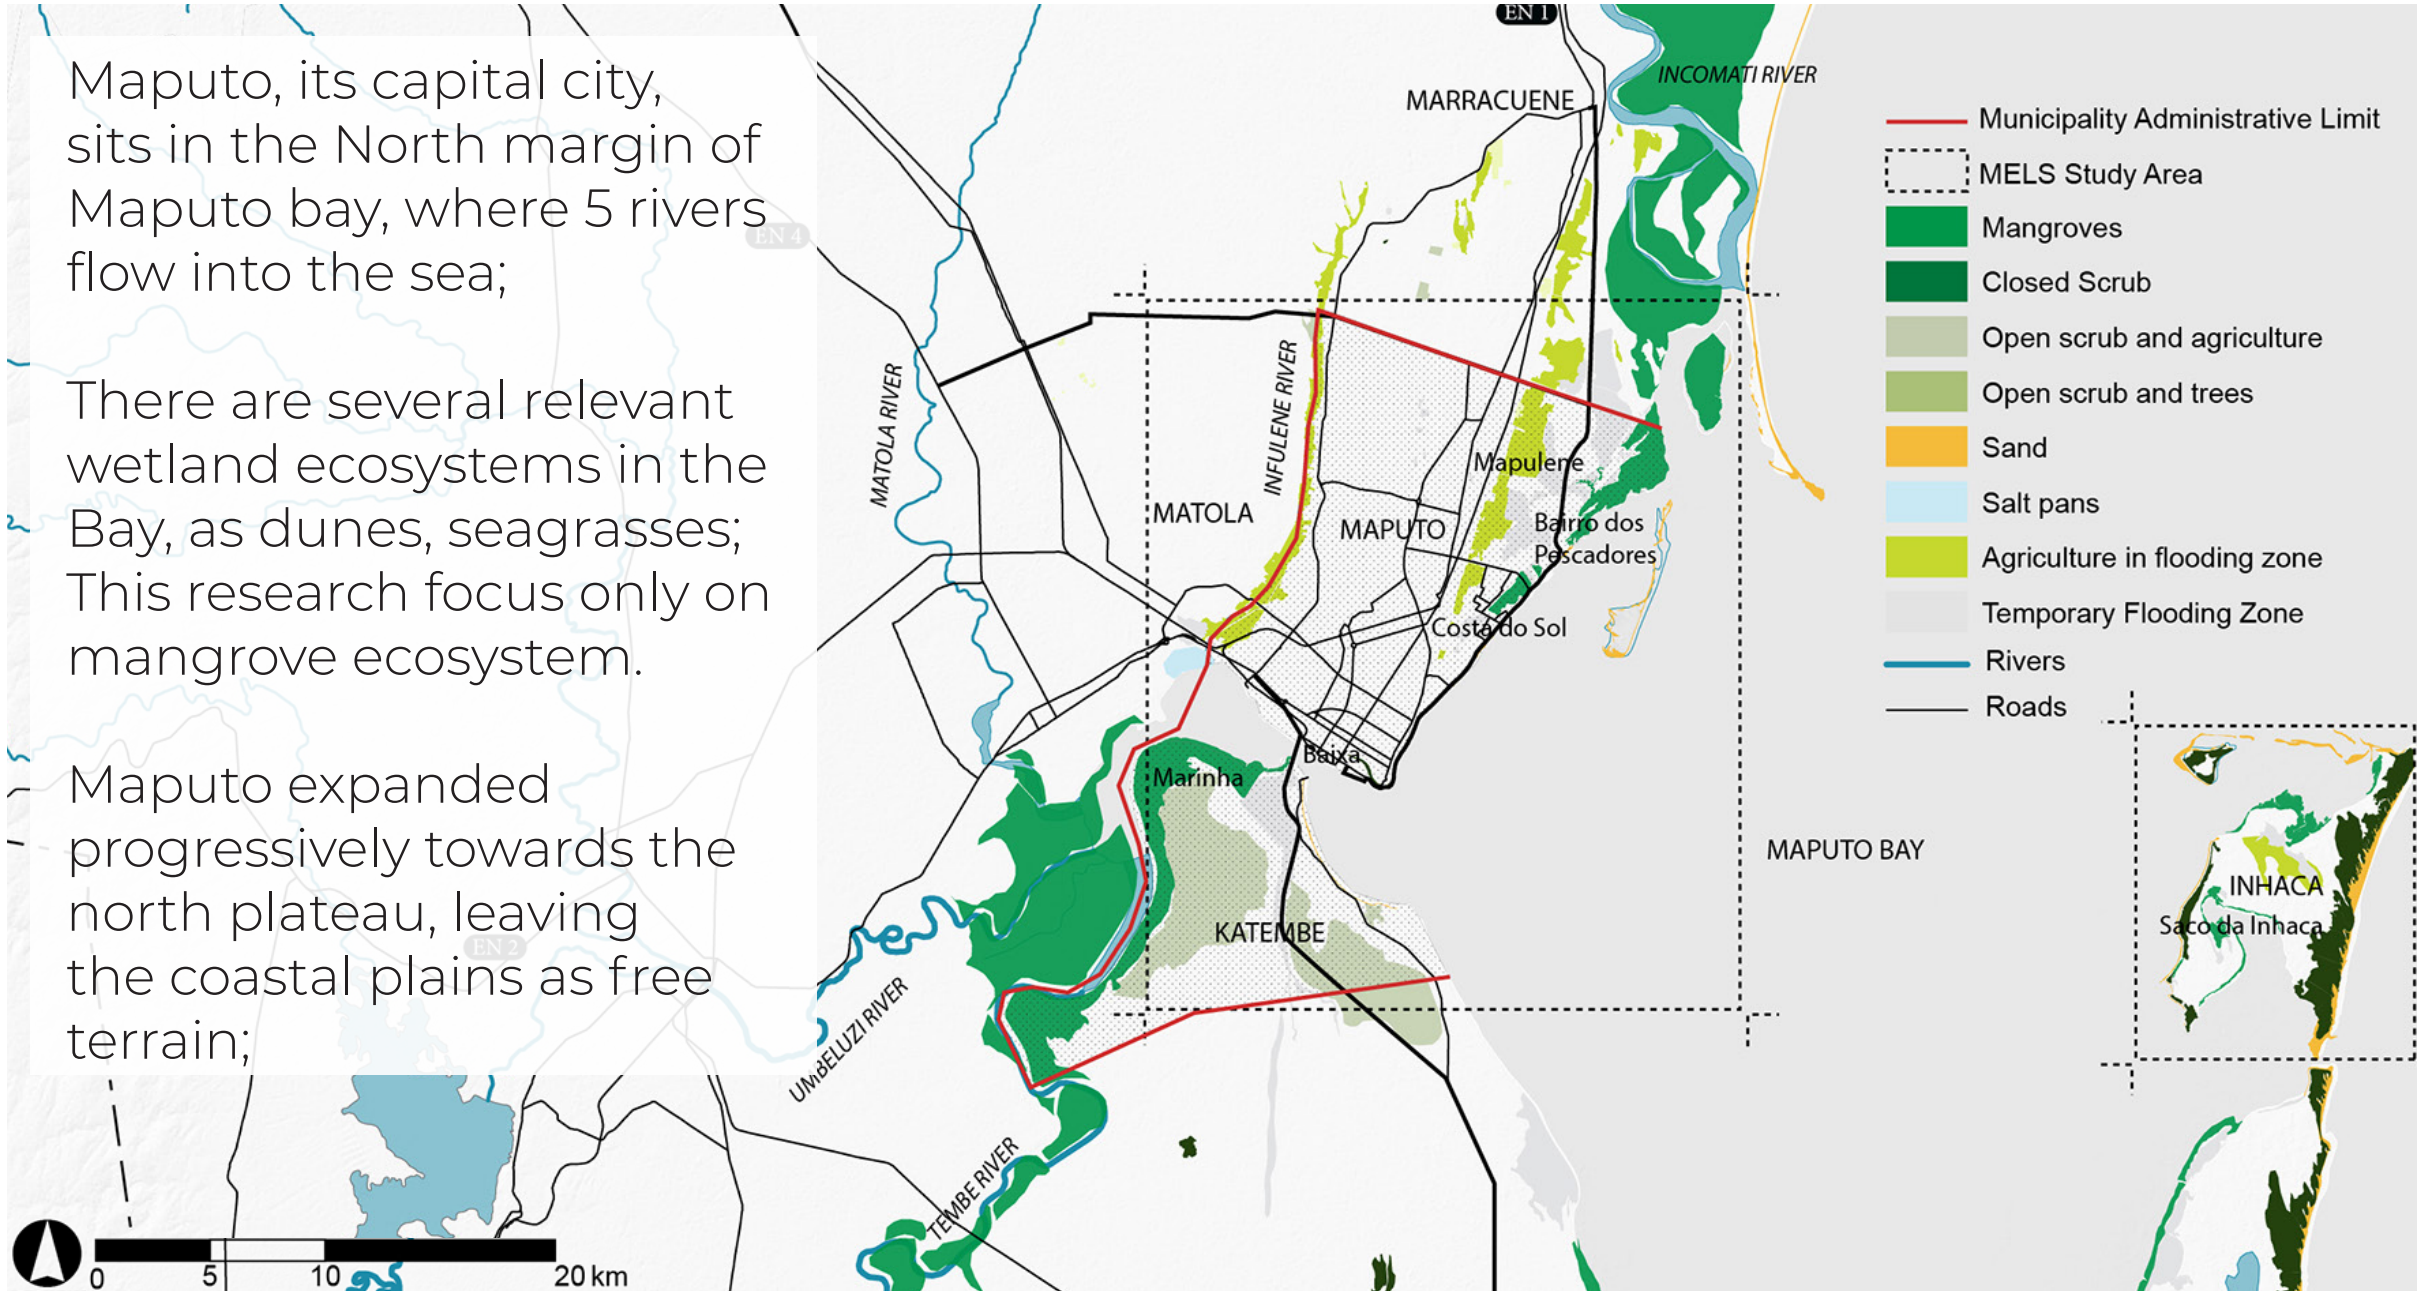 Maputo, its capital city,
sits in the North margin of
Maputo bay, where 5 rivers
flow into the sea;
There are several relevant
wetland ecosystems in the
Bay, as dunes, seagrasses;
This research focus only on
mangrove ecosystem.
Maputo expanded
progressively towards the
north plateau, leaving
the coastal plains as free
terrain;
EN 4
EN 2
EN 1
INCOMATI RIVER
MARRACUENE
MATOLA RIVER
INFULENE RIVER
MATOLA
MAPUTO
Mapulene
Bairro dos
Pescadores
Costa do Sol
Baixa
Marinha
KATEMBE
MAPUTO BAY
UMBELUZI RIVER
TEMBE RIVER
INHACA
Saco da Inhaca
Municipality Administrative Limit
MELS Study Area
Mangroves
Closed Scrub
Open scrub and agriculture
Open scrub and trees
Sand
Salt pans
Agriculture in flooding zone
Temporary Flooding Zone
Rivers
Roads
0 5 10 20 km